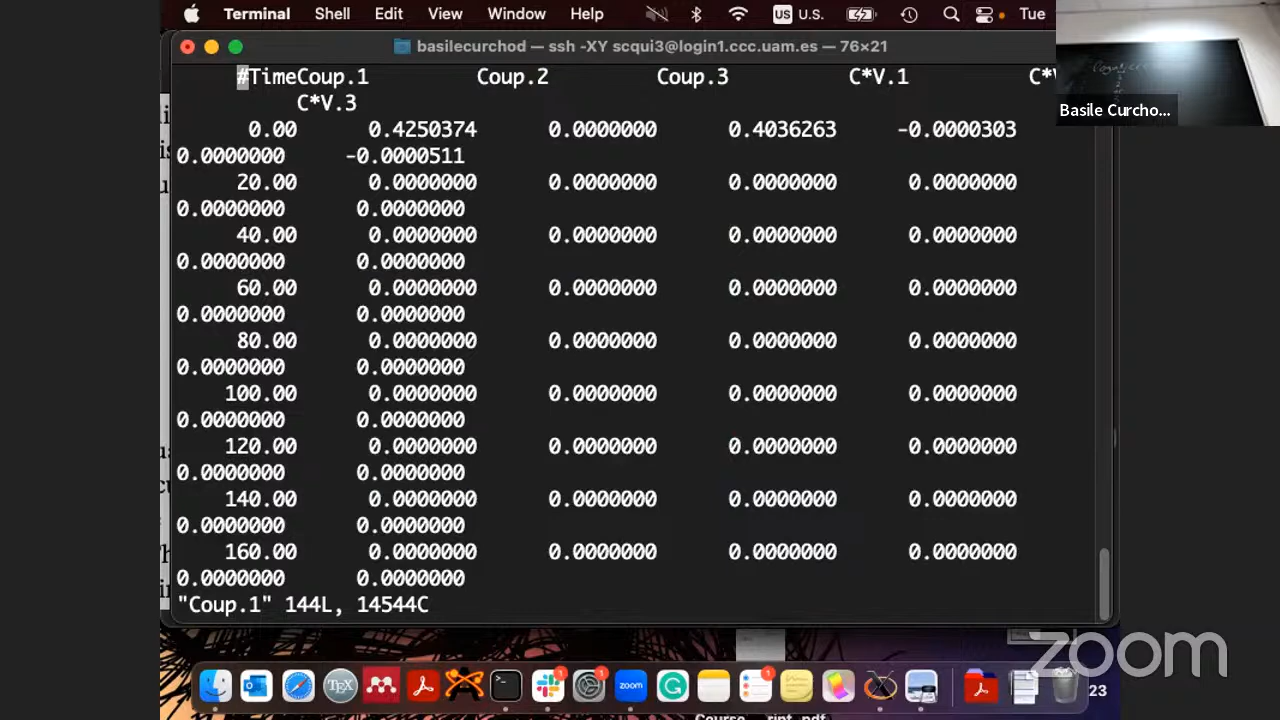 Terminal Shell Edit View Window Help US U.S. Tue
basilecurchod — ssh -XY scqui3@login1.ccc.uam.es — 76×21
#TimeCoup.1 Coup.2 Coup.3 C*V.1
C*V.3
0.00 0.4250374 0.0000000 0.4036263 -0.0000303
0.0000000 -0.0000511
20.00 0.0000000 0.0000000 0.0000000 0.0000000
0.0000000 0.0000000
40.00 0.0000000 0.0000000 0.0000000 0.0000000
0.0000000 0.0000000
60.00 0.0000000 0.0000000 0.0000000 0.0000000
0.0000000 0.0000000
80.00 0.0000000 0.0000000 0.0000000 0.0000000
0.0000000 0.0000000
100.00 0.0000000 0.0000000 0.0000000 0.0000000
0.0000000 0.0000000
120.00 0.0000000 0.0000000 0.0000000 0.0000000
0.0000000 0.0000000
140.00 0.0000000 0.0000000 0.0000000 0.0000000
0.0000000 0.0000000
160.00 0.0000000 0.0000000 0.0000000 0.0000000
0.0000000 0.0000000
"Coup.1" 144L, 14544C
Basile Curcho...
zoom
TEX
zoom
1
1
1
23